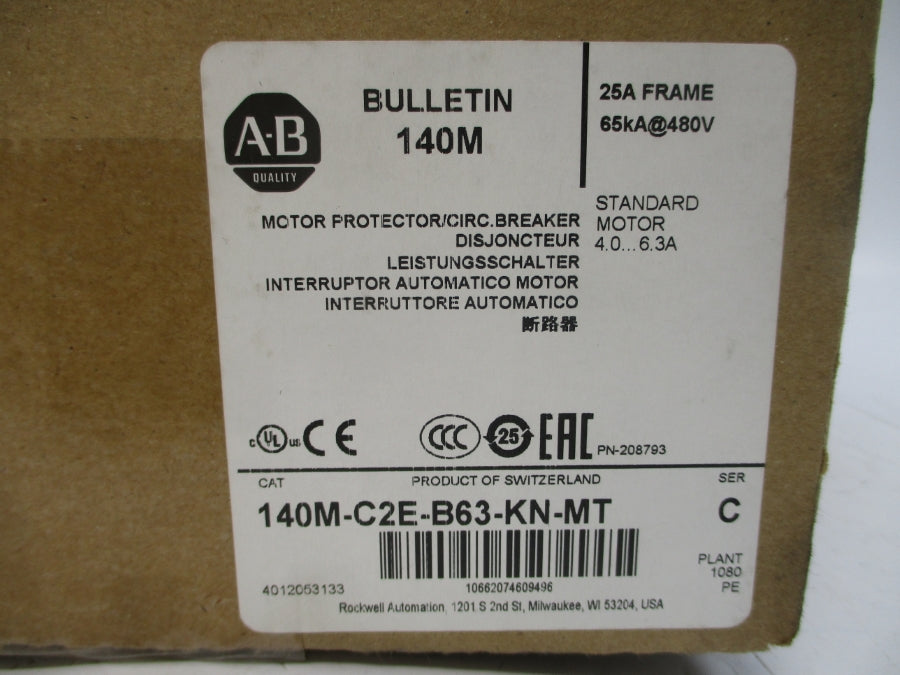 A-B
QUALITY
BULLETIN
140M
25A FRAME
65kA@480V
MOTOR PROTECTOR/CIRC.BREAKER
DISJONCTEUR
LEISTUNGSSCHALTER
INTERRUPTOR AUTOMATICO MOTOR
INTERRUTTORE AUTOMATICO
断路器
STANDARD
MOTOR
4.0...6.3A
C UL US CE CCC 25 EAC PN-208793
CAT PRODUCT OF SWITZERLAND SER
140M-C2E-B63-KN-MT C
PLANT
1080
PE
4012053133 10662074609496
Rockwell Automation, 1201 S 2nd St, Milwaukee, WI 53204, USA